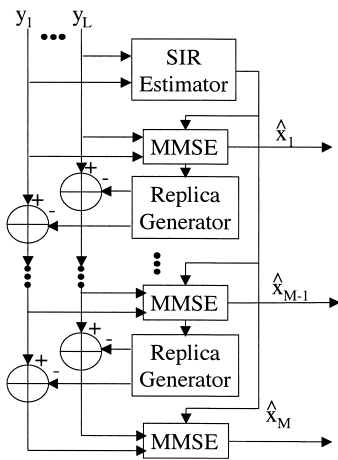 y1 ••• yL
SIR
Estimator
MMSE
x̂1
+
-
Replica
Generator
+
-
MMSE
x̂M-1
+
-
Replica
Generator
+
-
x̂M
MMSE